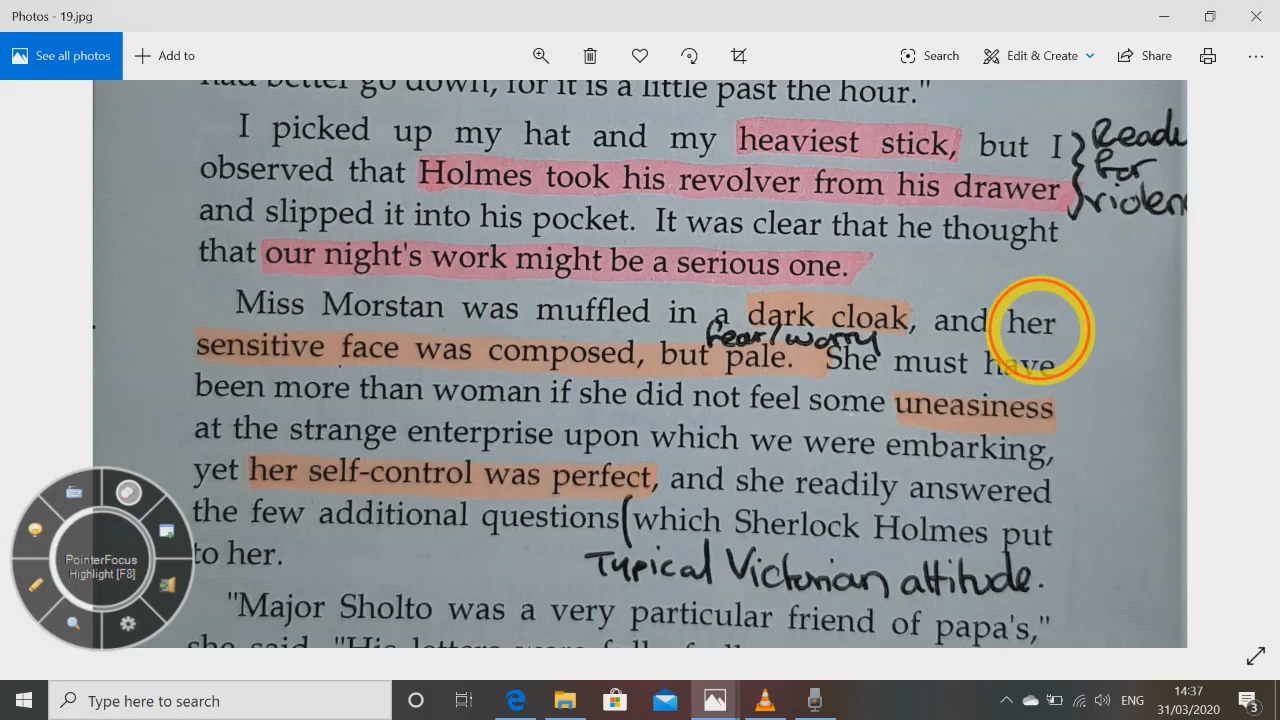 Photos - 19.jpg
See all photos
Add to
Search
Edit & Create
Share
had better go down, for it is a little past the hour."
I picked up my hat and my heaviest stick, but I
Ready
observed that Holmes took his revolver from his drawer
for
and slipped it into his pocket. It was clear that he thought
that our night's work might be a serious one.
Miss Morstan was muffled in a dark cloak, and her
fear/worry
sensitive face was composed, but pale. She must have
been more than woman if she did not feel some uneasiness
at the strange enterprise upon which we were embarking,
yet her self-control was perfect, and she readily answered
the few additional questions which Sherlock Holmes put
to her.
Typical Victorian attitude.
"Major Sholto was a very particular friend of papa's,"
she said. "His letters were full
PointerFocus
Highlight [F8]
Type here to search
ENG
14:37
31/03/2020
3